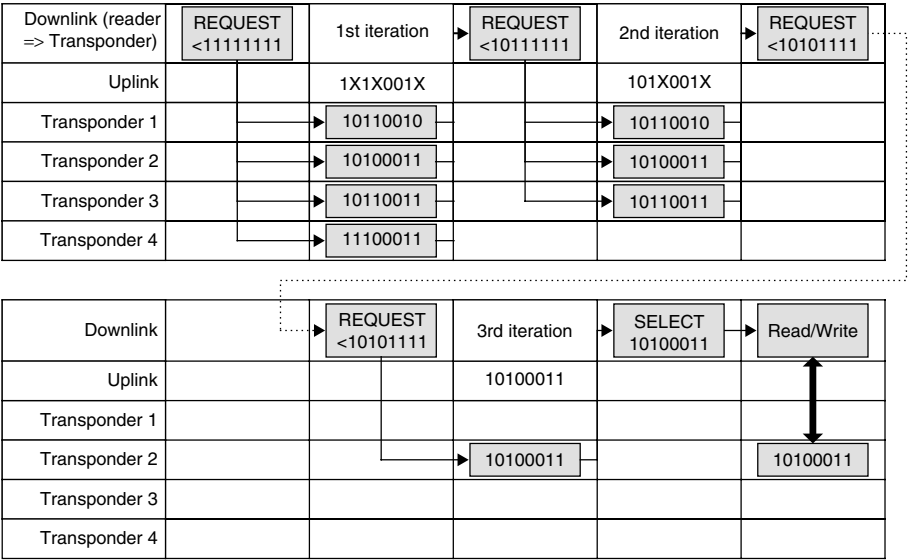 Downlink (reader
=> Transponder)
REQUEST
<11111111
1st iteration
REQUEST
<10111111
2nd iteration
REQUEST
<10101111
Uplink
1X1X001X
101X001X
Transponder 1
10110010
10110010
Transponder 2
10100011
10100011
Transponder 3
10110011
10110011
Transponder 4
11100011
Downlink
REQUEST
<10101111
3rd iteration
SELECT
10100011
Read/Write
Uplink
10100011
Transponder 1
Transponder 2
10100011
10100011
Transponder 3
Transponder 4